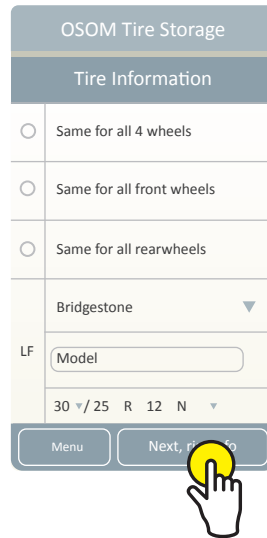 OSOM Tire Storage
Tire Information
Same for all 4 wheels
Same for all front wheels
Same for all rearwheels
Bridgestone
LF
Model
30 / 25 R 12 N
Menu
Next,